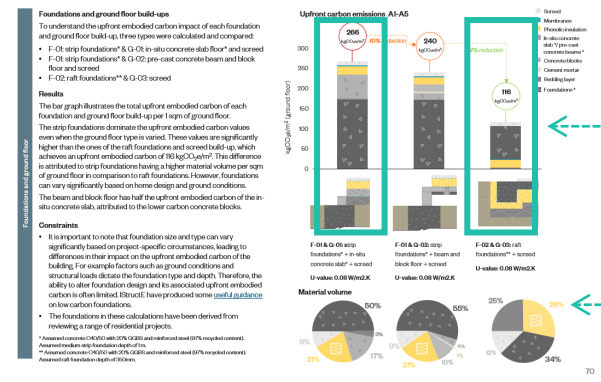 Foundations and ground floor
Foundations and ground floor build-ups
To understand the upfront embodied carbon impact of each foundation
and ground floor build-up, three types were calculated and compared:
• F-01: strip foundations* & G-01: in-situ concrete slab floor* and screed
• F-01: strip foundations* & G-02: pre-cast concrete beam and block
floor and screed
• F-02: raft foundations** & G-03: screed
Results
The bar graph illustrates the total upfront embodied carbon of each
foundation and ground floor build-up per 1 sqm of ground floor.
The strip foundations dominate the embodied carbon values
even when the ground floor type is varied. These values are significantly
higher than the ones of the raft foundations and screed build-up, which
achieves an upfront embodied carbon of 116 kgCO₂e/m². This difference
is attributed to strip foundations having a higher material volume per sqm
of ground floor in comparison to raft foundations. However, foundations
can vary significantly based on home design and ground conditions.
The beam and block floor has half the upfront embodied carbon of the in-
situ concrete slab, attributed to the lower carbon concrete blocks.
Constraints
• It is important to note that foundation size and type can vary
significantly based on project-specific circumstances, leading to
differences in their impact on the upfront embodied carbon of the
building. For example factors such as ground conditions and
structural loads dictate the foundation type and depth. Therefore, the
ability to alter foundation design and its associated upfront embodied
carbon is often limited. IStructE have produced some useful guidance
on low carbon foundations.
• The foundations in these calculations have been derived from
reviewing a range of residential projects.
* Assumed concrete C40/50 with 20% GGBS and reinforced steel (97% recycled content).
Assumed medium strip foundation depth of 1m.
** Assumed concrete C40/50 with 20% GGBS and reinforced steel (97% recycled content).
Assumed raft foundation depth of 350mm.
Upfront carbon emissions A1-A5
kgCO₂e/m² (ground floor)
300
250
200
150
100
50
0
266
kgCO₂e/m²
10% reduction
240
kgCO₂e/m²
reduction
116
kgCO₂e/m²
Screed
Membranes
Phenolic insulation
In-situ concrete
slab */ pre-cast
concrete beams *
Concrete blocks
Cement mortar
Bedding layer
Foundations *
F-01 & G-01: strip
foundations* + in-situ
concrete slab* + screed
U-value: 0.08 W/m2.K
F-01 & G-02: strip
foundations* + beam and
block floor + screed
U-value: 0.08 W/m2.K
F-02 & G-03: raft
foundations** + screed
U-value: 0.08 W/m2.K
Material volume
50%
3%
17%
21%
9%
55%
4%
1%
10%
21%
9%
25%
29%
34%
12%
70